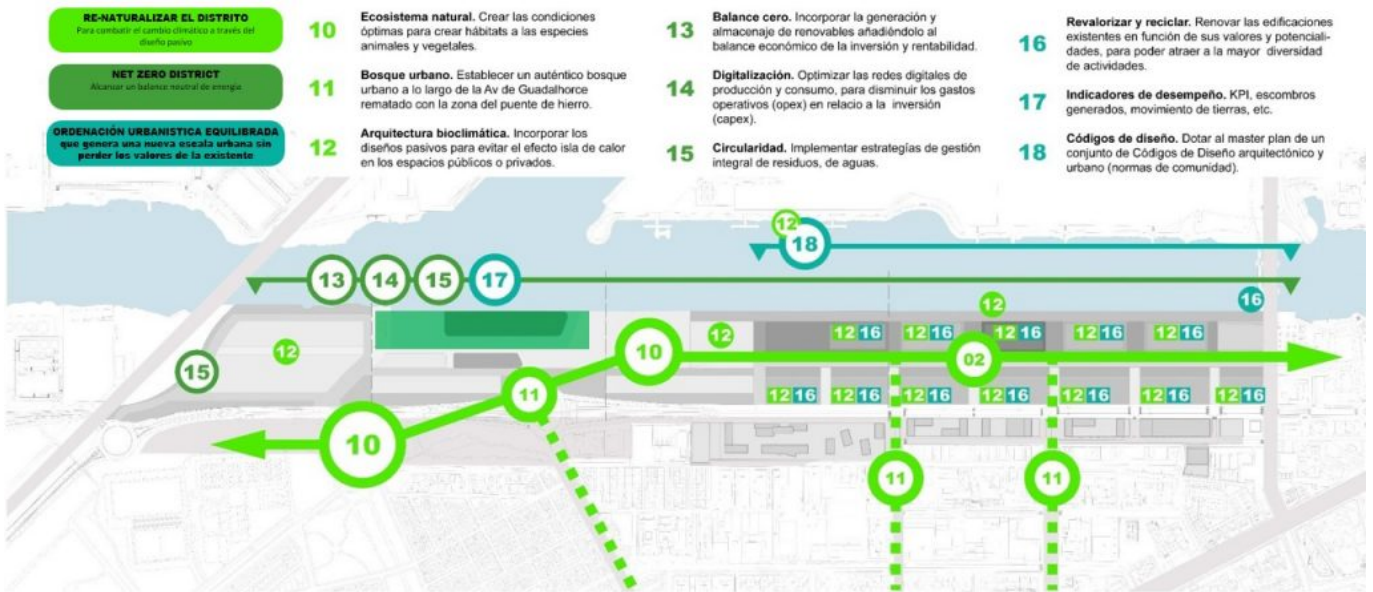 RE-NATURALIZAR EL DISTRITO
Para combatir el cambio climático a través del
diseño pasivo
NET ZERO DISTRICT
Alcanzar un balance neutral de energía
ORDENACIÓN URBANISTICA EQUILIBRADA
que genera una nueva escala urbana sin
perder los valores de la existente
10
Ecosistema natural. Crear las condiciones
óptimas para crear hábitats a las especies
animales y vegetales.
11
Bosque urbano. Establecer un auténtico bosque
urbano a lo largo de la Av de Guadalhorce
rematado con la zona del puente de hierro.
12
Arquitectura bioclimática. Incorporar los
diseños pasivos para evitar el efecto isla de calor
en los espacios públicos o privados.
13
Balance cero. Incorporar la generación y
almacenaje de renovables añadiéndolo al
balance económico de la inversión y rentabilidad.
14
Digitalización. Optimizar las redes digitales de
producción y consumo, para disminuir los gastos
operativos (opex) en relacio a la inversión
(capex).
15
Circularidad. Implementar estratégias de gestión
integral de residuos, de aguas.
16
Revalorizar y reciclar. Renovar las edificaciones
existentes en función de sus valores y potenciali-
dades, para poder atraer a la mayor diversidad
de actividades.
17
Indicadores de desempeño. KPI, escombros
generados, movimiento de tierras, etc.
18
Códigos de diseño. Dotar al master plan de un
conjunto de Códigos de Diseño arquitectónico y
urbano (normas de comunidad).
12
18
13 14 15 17
12 16
12 16 12 16 12 16 12 16 12 16
12
10
12
02
15
11
12 16 12 16 12 16 12 16 12 16 12 16
10
11
11